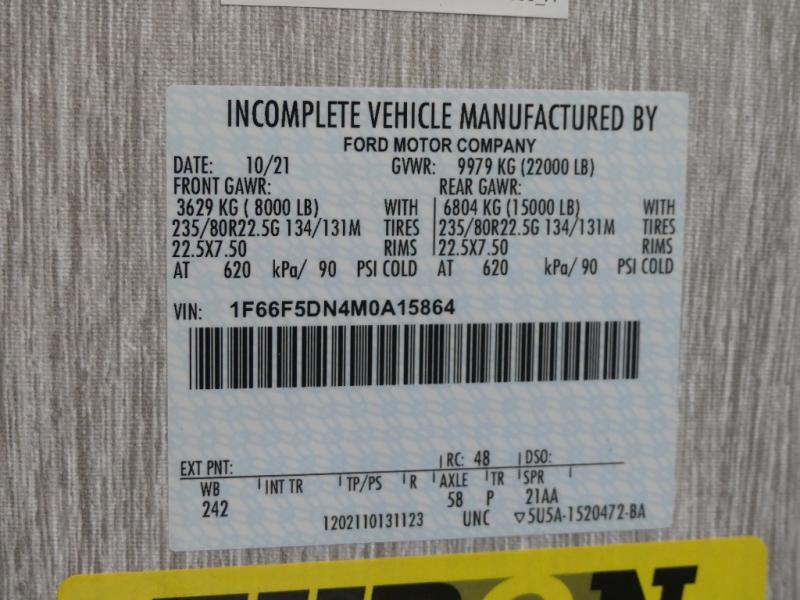 INCOMPLETE VEHICLE MANUFACTURED BY
FORD MOTOR COMPANY
DATE: 10/21 GVWR: 9979 KG (22000 LB)
FRONT GAWR: REAR GAWR:
3629 KG ( 8000 LB) WITH 6804 KG (15000 LB) WITH
235/80R22.5G 134/131M TIRES 235/80R22.5G 134/131M TIRES
22.5X7.50 RIMS 22.5X7.50 RIMS
AT 620 kPa/ 90 PSI COLD AT 620 kPa/ 90 PSI COLD
VIN: 1F66F5DN4M0A15864
EXT PNT: RC: 48 DSO:
WB INT TR TP/PS R AXLE TR SPR
242 58 P 21AA
1202110131123 UNC ▽5U5A-1520472-BA